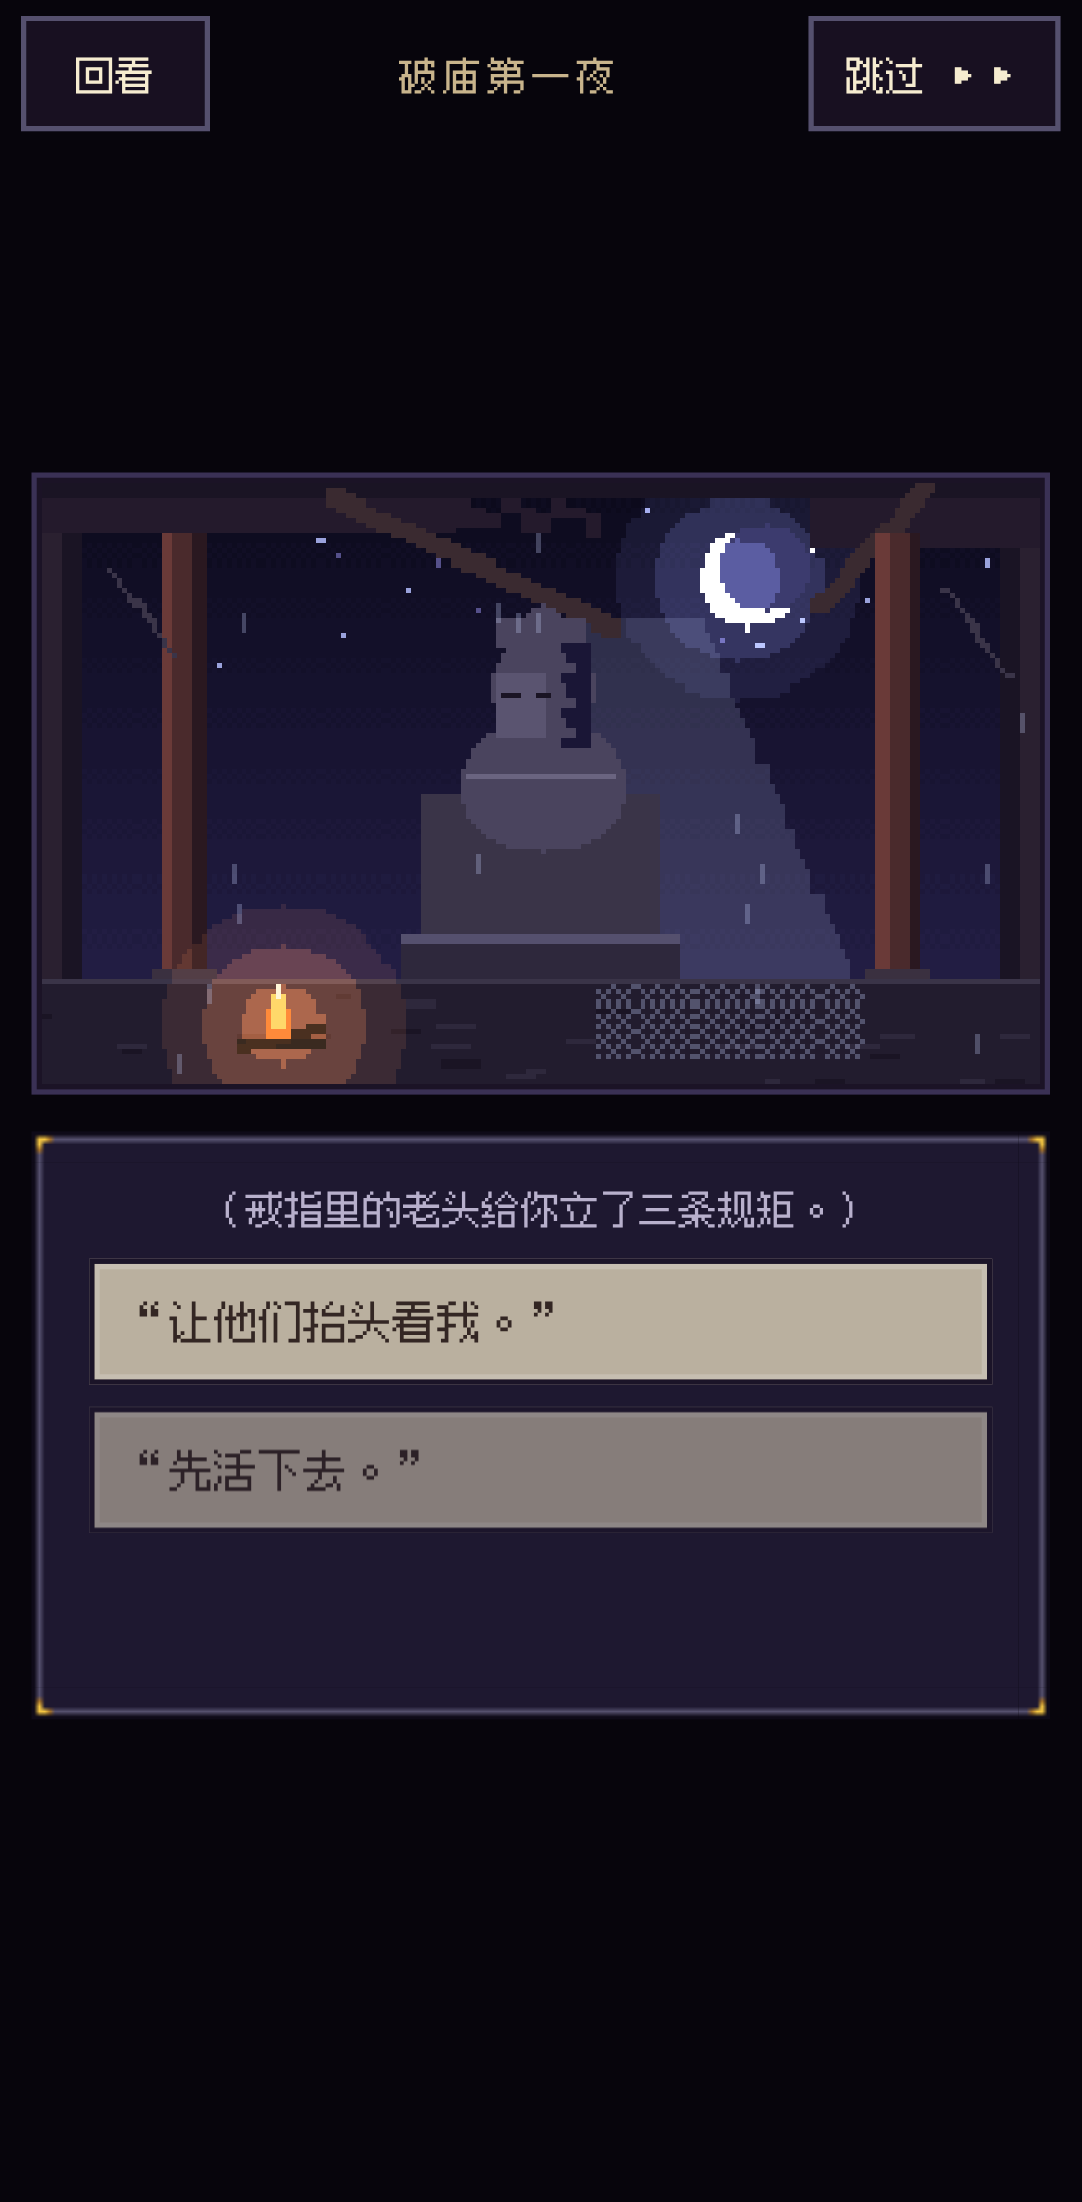 回看
破庙第一夜
跳过 ▸▸
(戒指里的老头给你立了三条规矩。)
“让他们抬头看我。”
“先活下去。”